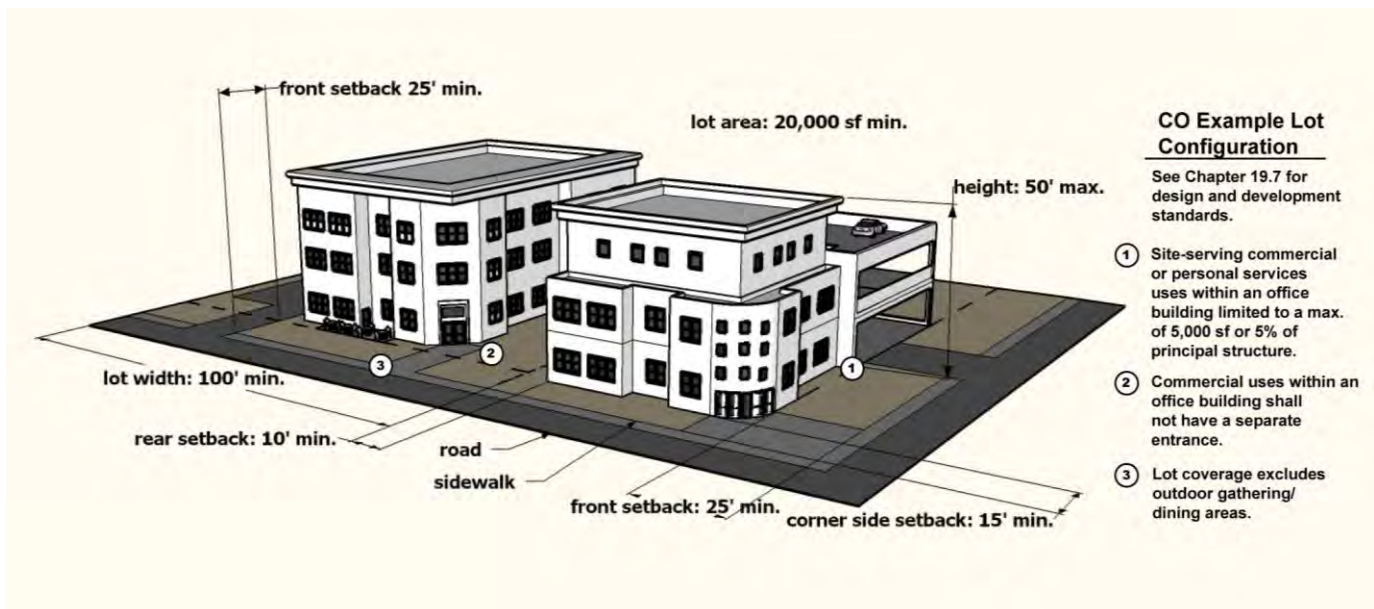 front setback 25' min.
lot area: 20,000 sf min.
height: 50' max.
lot width: 100' min.
rear setback: 10' min.
road
sidewalk
front setback: 25' min.
corner side setback: 15' min.
3
2
1
CO Example Lot
Configuration
See Chapter 19.7 for
design and development
standards.
1 Site-serving commercial
or personal services
uses within an office
building limited to a max.
of 5,000 sf or 5% of
principal structure.
2 Commercial uses within an
office building shall
not have a separate
entrance.
3 Lot coverage excludes
outdoor gathering/
dining areas.